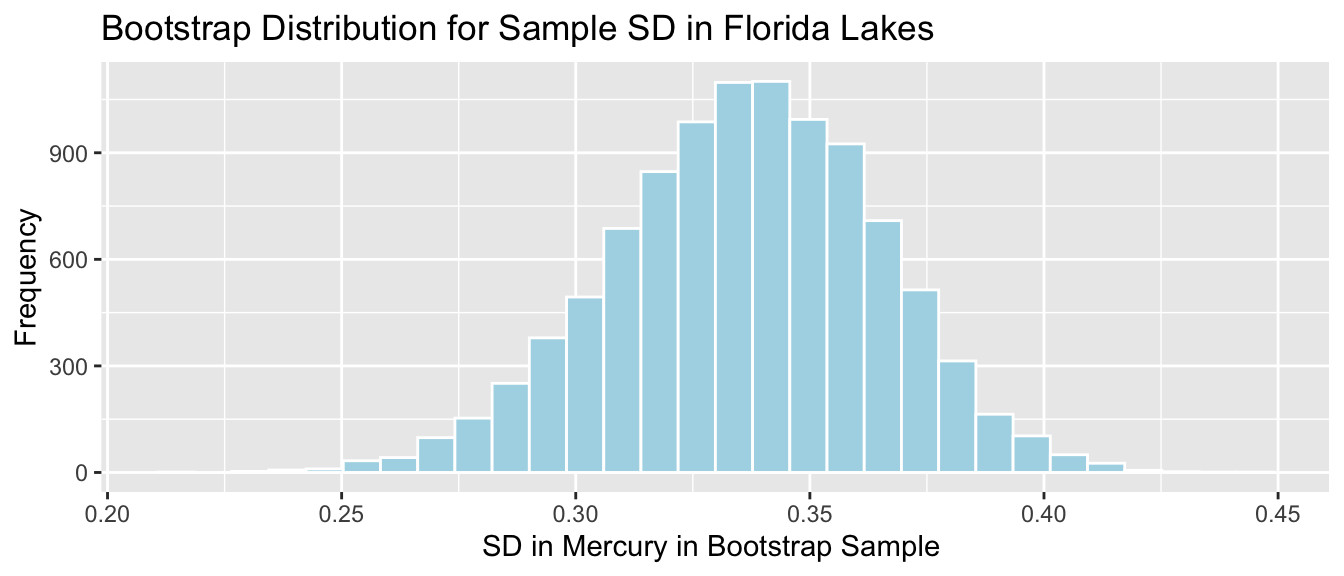 Bootstrap Distribution for Sample SD in Florida Lakes
Frequency
900
600
300
0
0.20 0.25 0.30 0.35 0.40 0.45
SD in Mercury in Bootstrap Sample